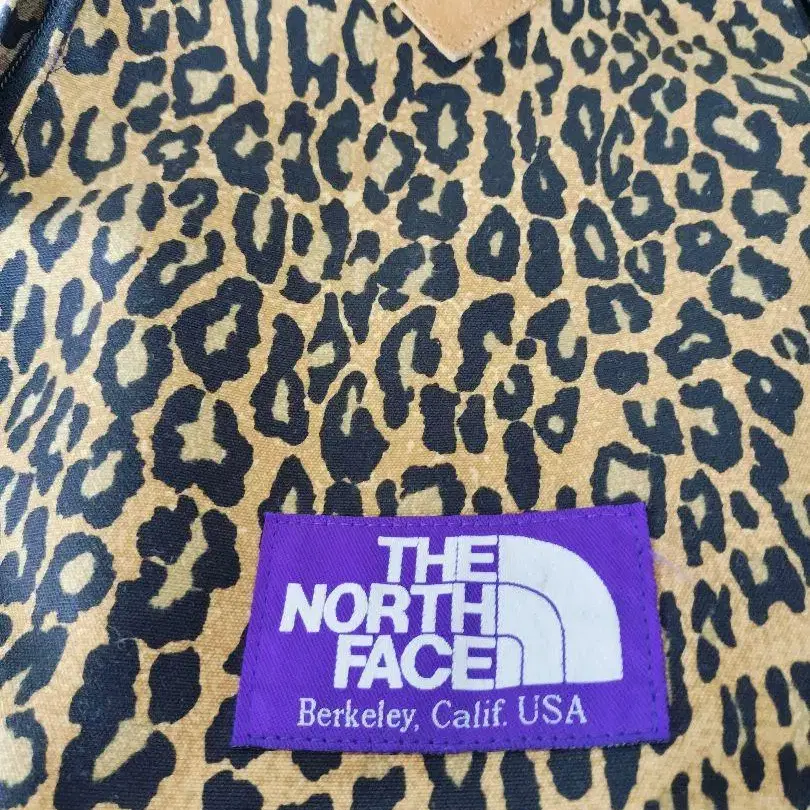 THE
NORTH
FACE
Berkeley, Calif. USA